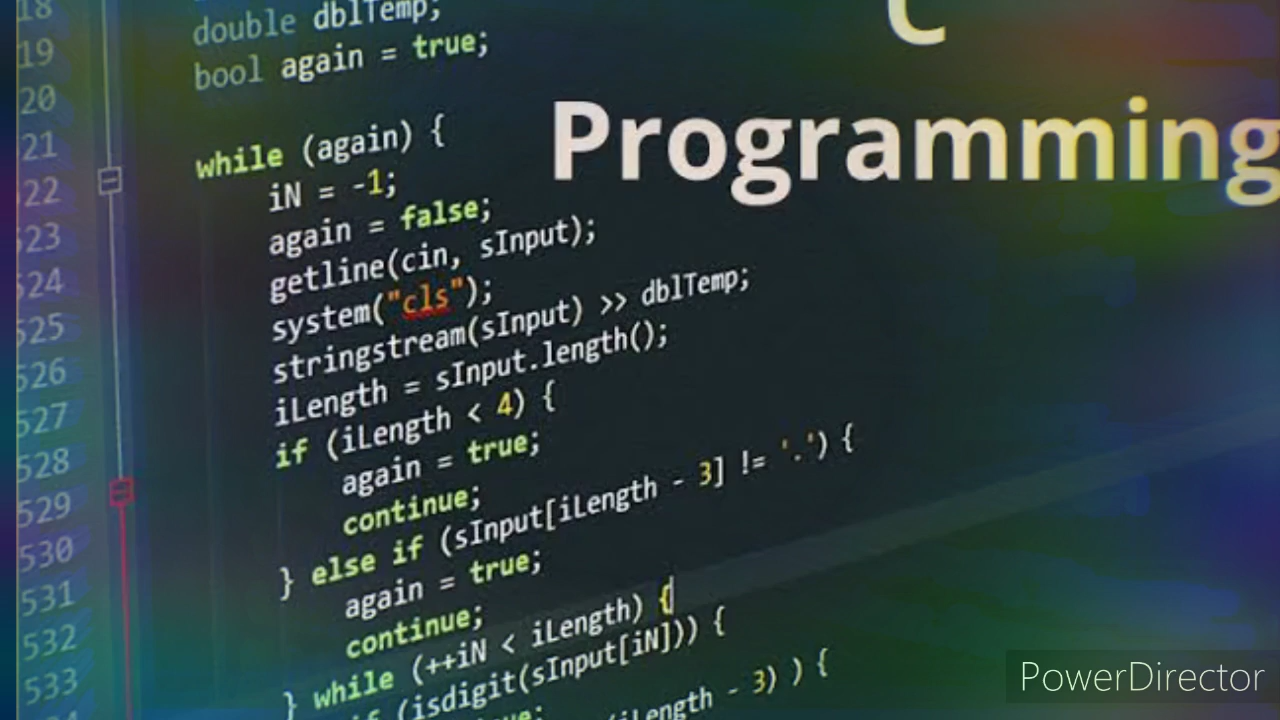 18
double dblTemp;
C
19
bool again = true;
20
Programming
21
while (again) {
522
iN = -1;
523
again = false;
524
getline(cin, sInput);
525
system("cls");
526
stringstream(sInput) >> dblTemp;
527
iLength = sInput.length();
528
if (iLength < 4) {
529
again = true;
530
continue;
531
} else if (sInput[iLength - 3] != '.') {
532
again = true;
533
continue;
} while (++iN < iLength) {
(isdigit(sInput[iN])) {
- 3) ) {
PowerDirector